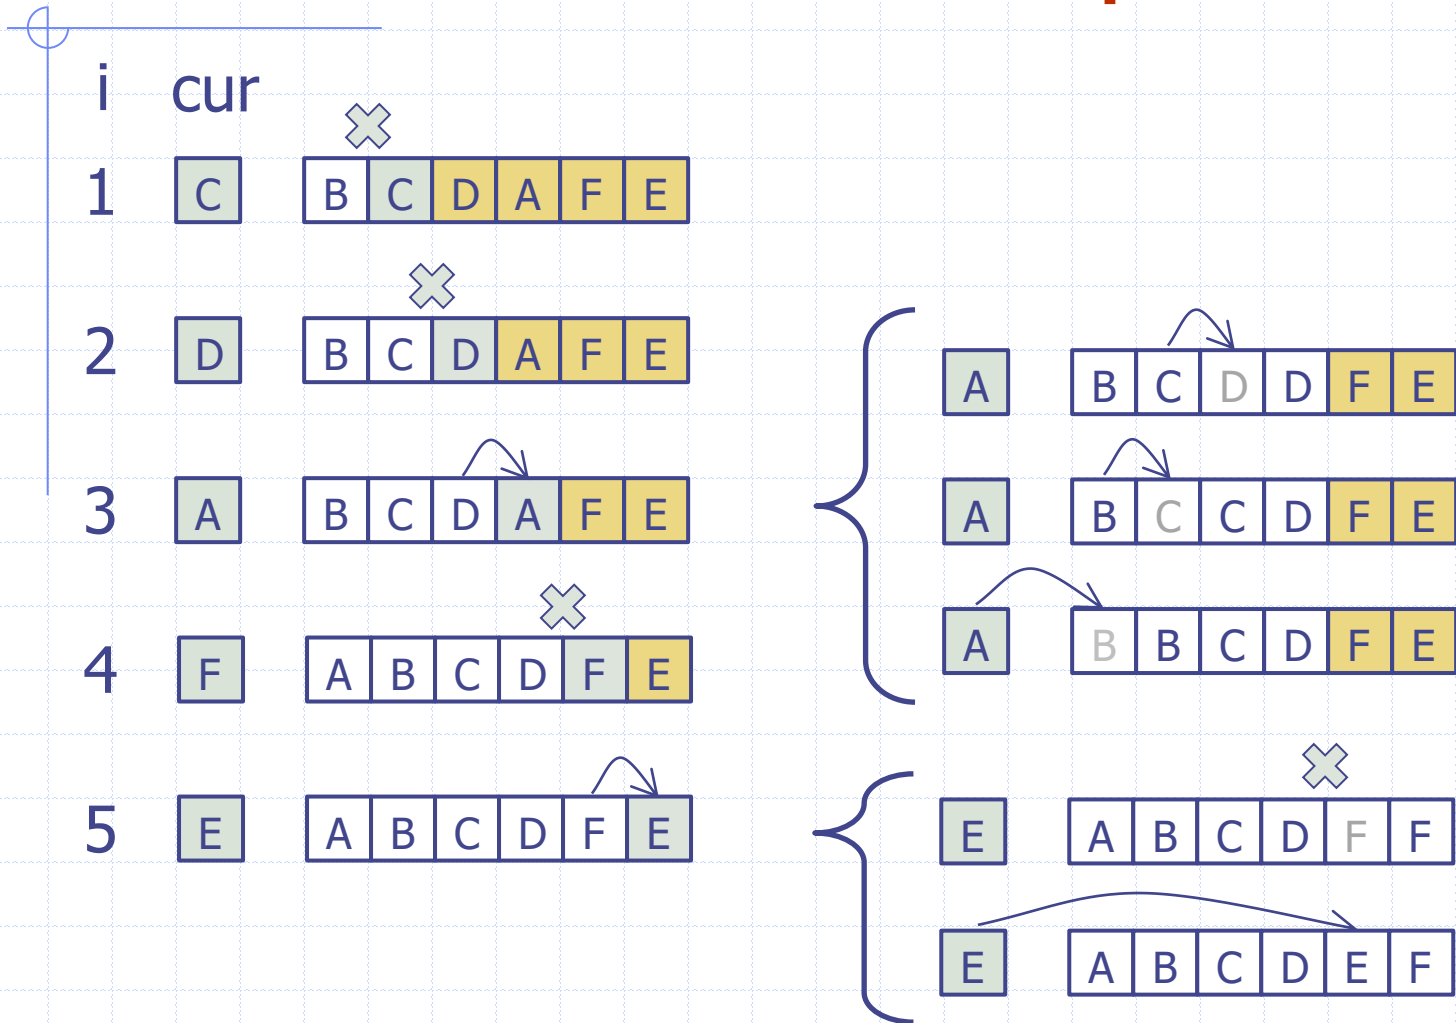 i cur
1 C B C D A F E
2 D B C D A F E
A B C D D F E
3 A B C D A F E
A B C C D F E
A B B C D F E
4 F A B C D F E
5 E A B C D F E
E A B C D F F
E A B C D E F